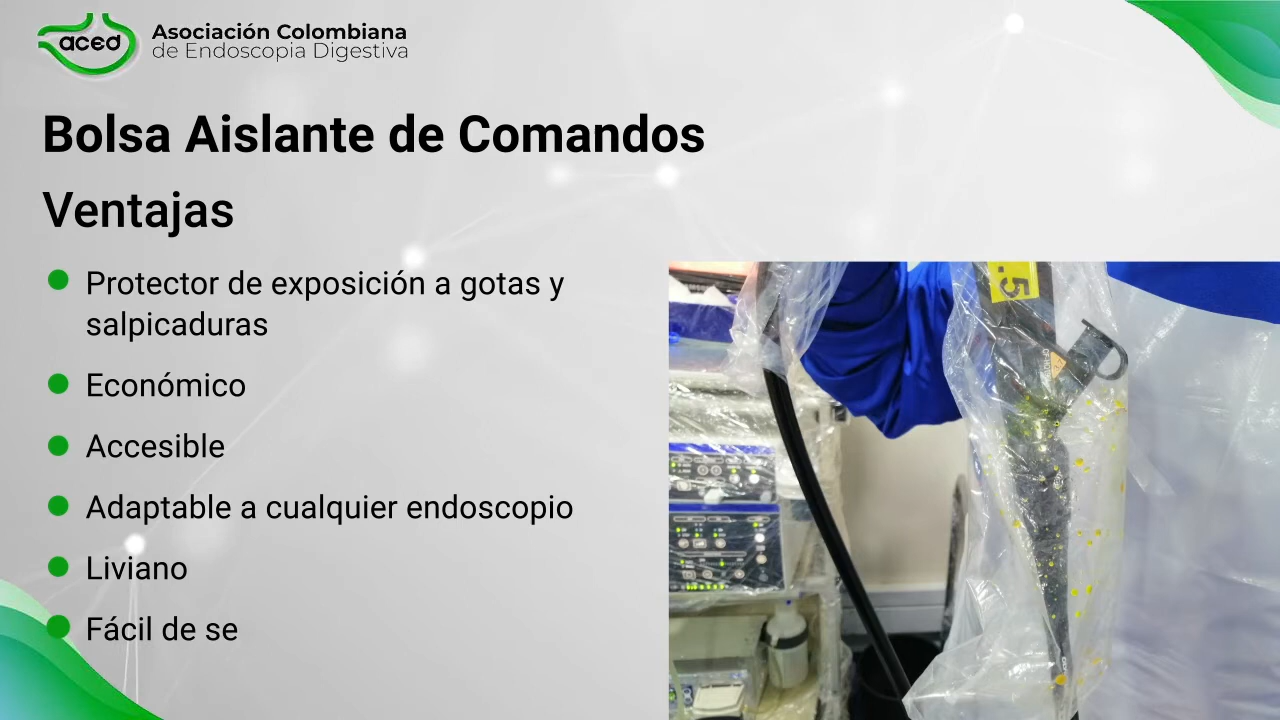 aced
Asociación Colombiana
de Endoscopia Digestiva
Bolsa Aislante de Comandos
Ventajas
Protector de exposición a gotas y
salpicaduras
Económico
Accesible
Adaptable a cualquier endoscopio
Liviano
Fácil de se
.5